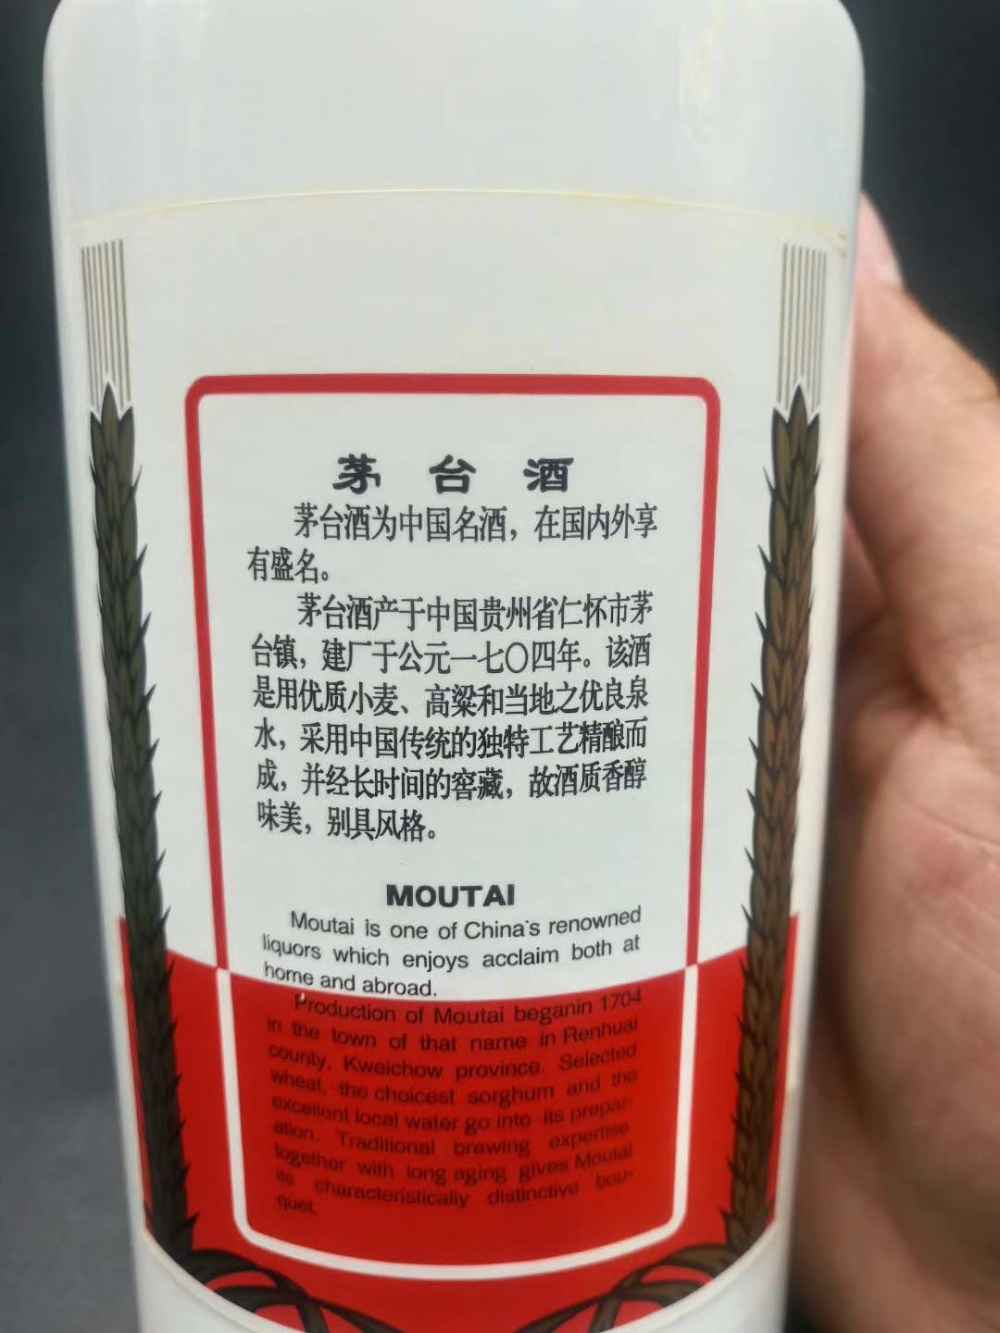 茅台酒
茅台酒为中国名酒，在国内外享
有盛名。
茅台酒产于中国贵州省仁怀市茅
台镇，建厂于公元一七〇四年。该酒
是用优质小麦、高粱和当地之优良泉
水，采用中国传统的独特工艺精酿而
成，并经长时间的窖藏，故酒质香醇
味美，别具风格。
MOUTAI
Moutai is one of China's renowned
liquors which enjoys acclaim both at
home and abroad.
Production of Moutai beganin 1704
in the town of that name in Renhuai
county, Kweichow province. Selected
wheat, the choicest sorghum and the
excellent local water go into its prepar-
ation. Traditional brewing expertise
together with long aging gives Moutai
its characteristically distinctive bou-
quet.